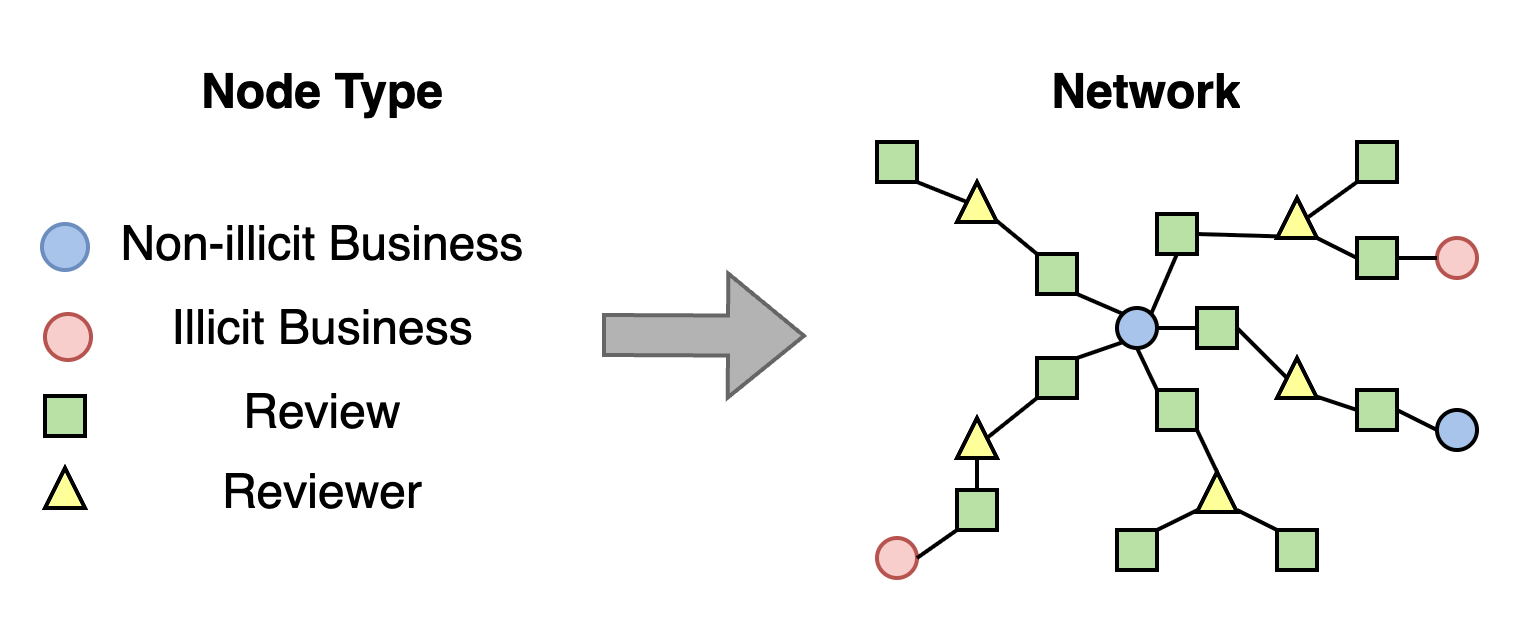 Node Type
Network
Non-illicit Business
Illicit Business
Review
Reviewer